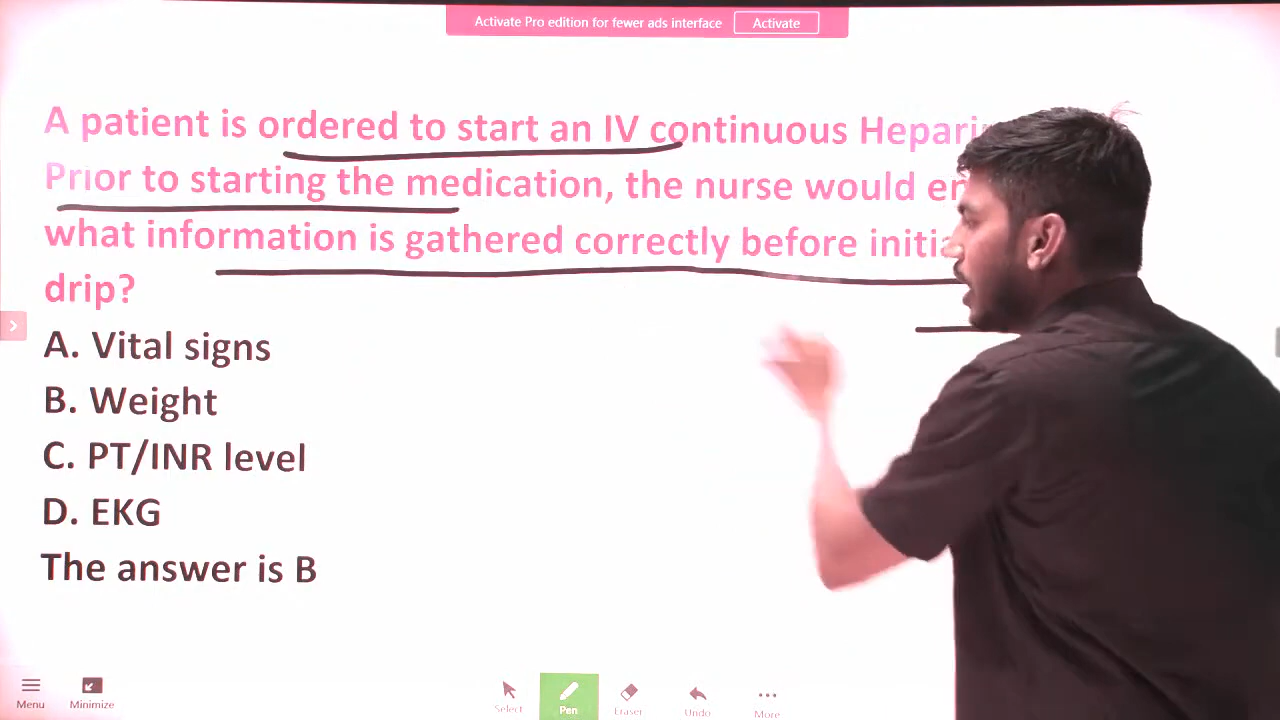 Activate Pro edition for fewer ads interface Activate
A patient is ordered to start an IV continuous
Prior to starting the medication, the nurse would
what information is gathered correctly before
drip?
A. Vital signs
B. Weight
C. PT/INR level
D. EKG
The answer is B
Menu Minimize Select Pen Eraser Undo More